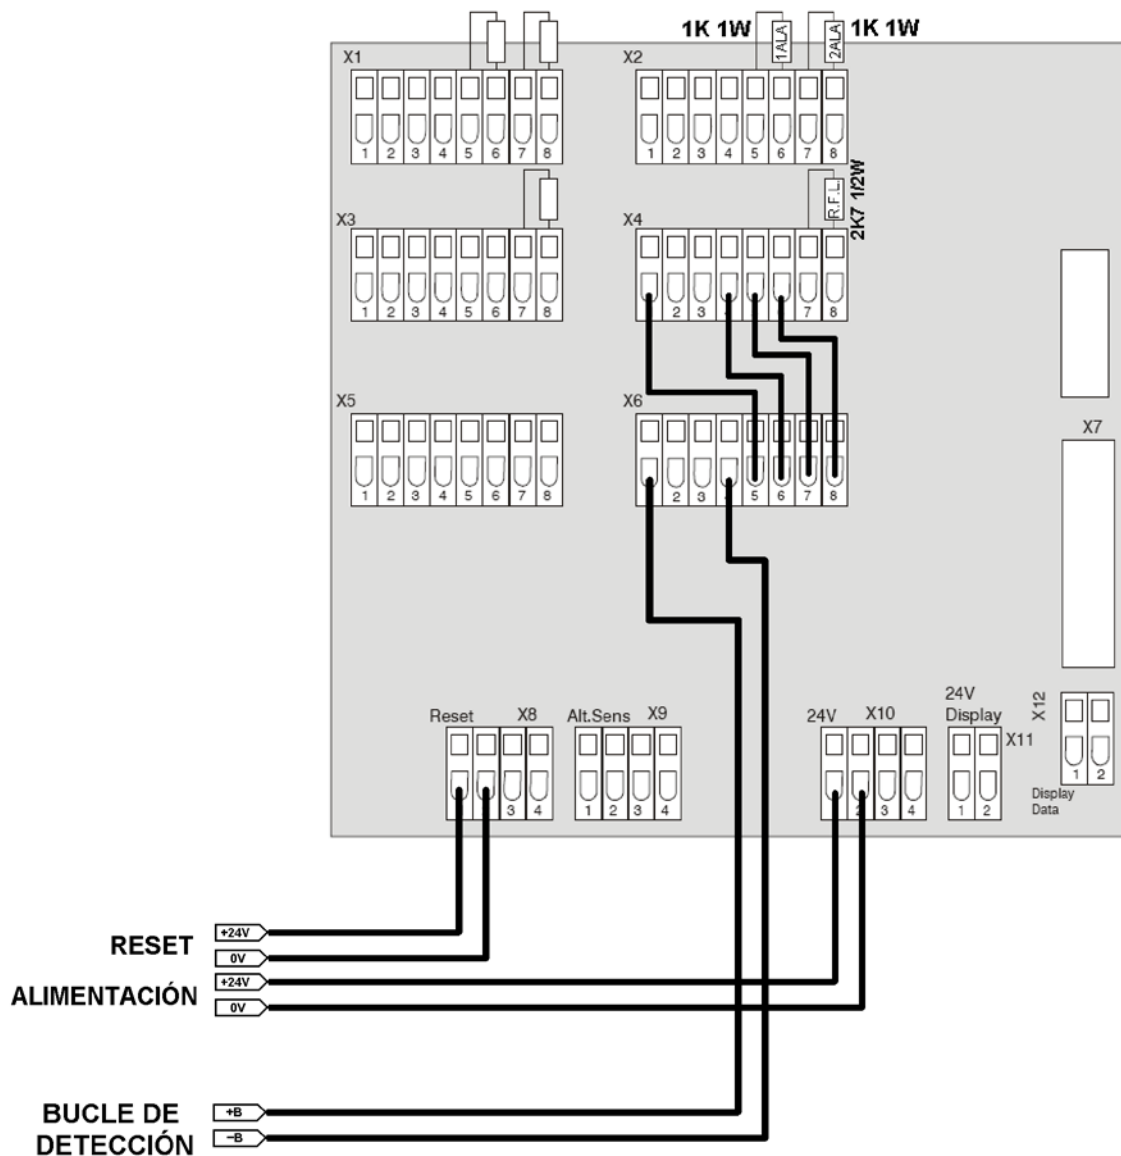 1K 1W
1ALA
2ALA
1K 1W
X1
X2
1 2 3 4 5 6 7 8
1 2 3 4 5 6 7 8
R.F.L.
2K7 1/2W
X3
X4
1 2 3 4 5 6 7 8
2 3 7 8
X5
X6
X7
1 2 3 4 5 6 7 8
2 3 5 6 7 8
Reset X8
Alt.Sens X9
24V X10
24V
Display
X11
X12
3 4
1 2 3 4
2 3 4
1 2
1 2
Display
Data
RESET
+24V
0V
ALIMENTACIÓN
+24V
0V
BUCLE DE
DETECCIÓN
+B
−B